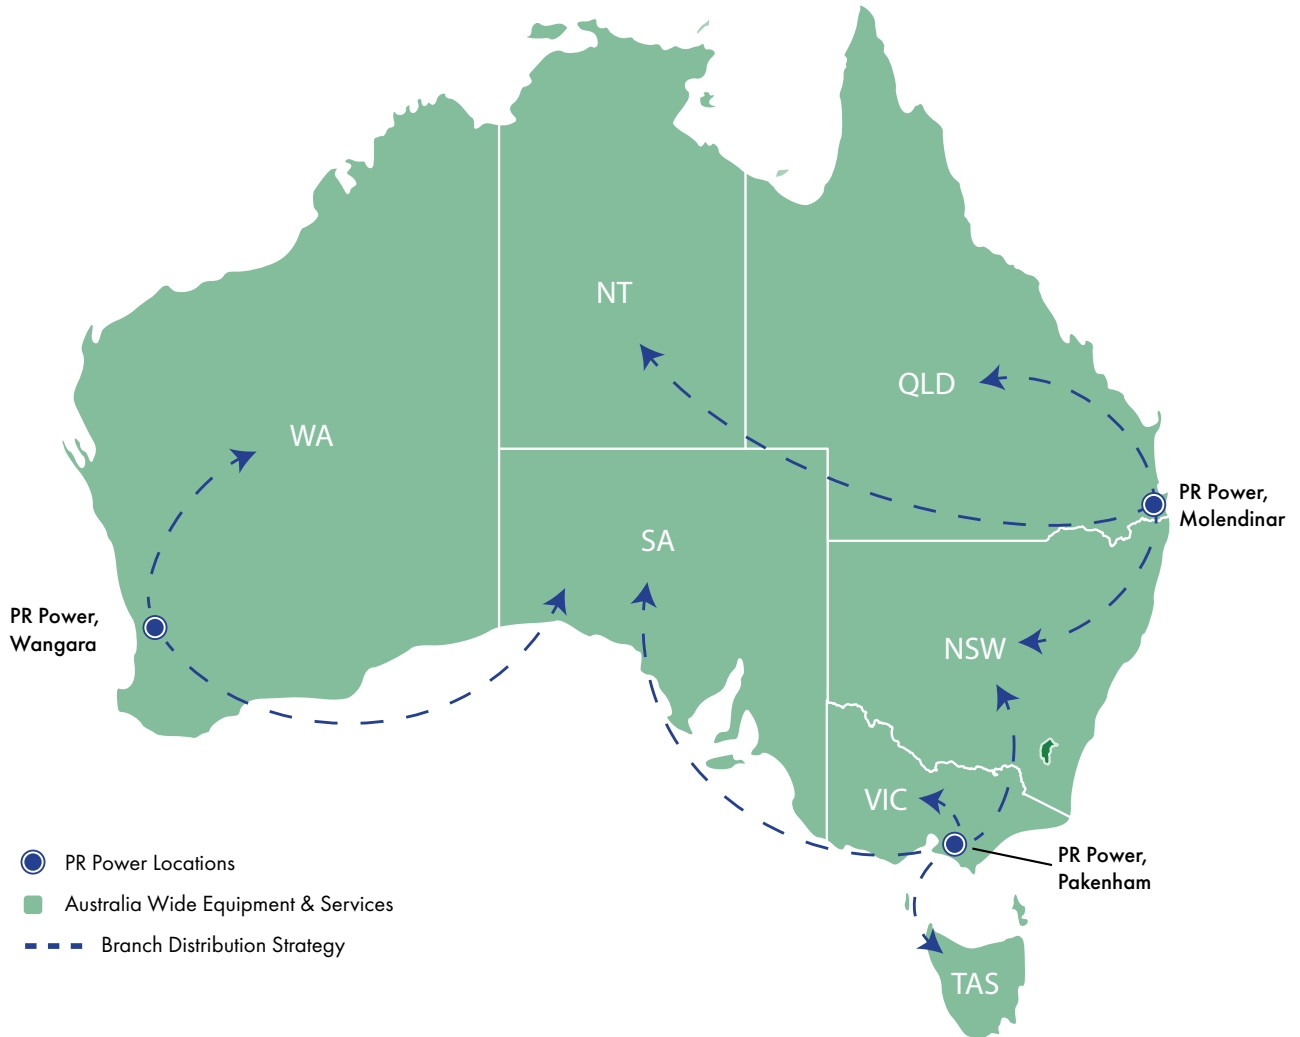 NT
QLD
WA
PR Power,
Molendinar
SA
PR Power,
Wangara
NSW
VIC
PR Power,
Pakenham
PR Power Locations
Australia Wide Equipment & Services
Branch Distribution Strategy
TAS